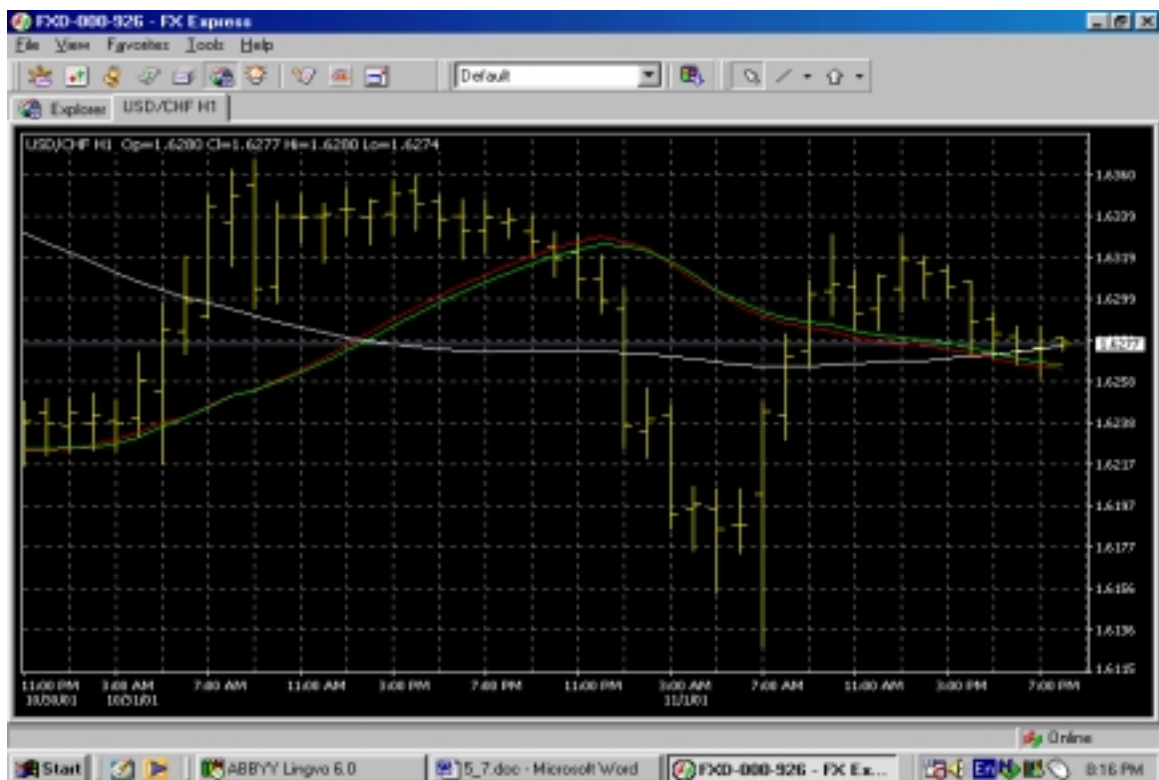 FXD-000-926 - FX Express
File View Favorites Tools Help
Default
Explorer USD/CHF H1
USD/CHF H1 Op=1.6280 Cl=1.6277 Hi=1.6280 Lo=1.6274
1.6360
1.6339
1.6319
1.6299
1.6277
1.6258
1.6238
1.6217
1.6197
1.6177
1.6156
1.6136
1.6115
11:00 PM 3:00 AM 7:00 AM 11:00 AM 3:00 PM 7:00 PM 11:00 PM 3:00 AM 7:00 AM 11:00 AM 3:00 PM 7:00 PM
10/30/01 10/31/01 11/1/01
Online
Start ABBYY Lingvo 6.0 15_7.doc - Microsoft Word FXD-000-926 - FX Ex... En 8:16 PM